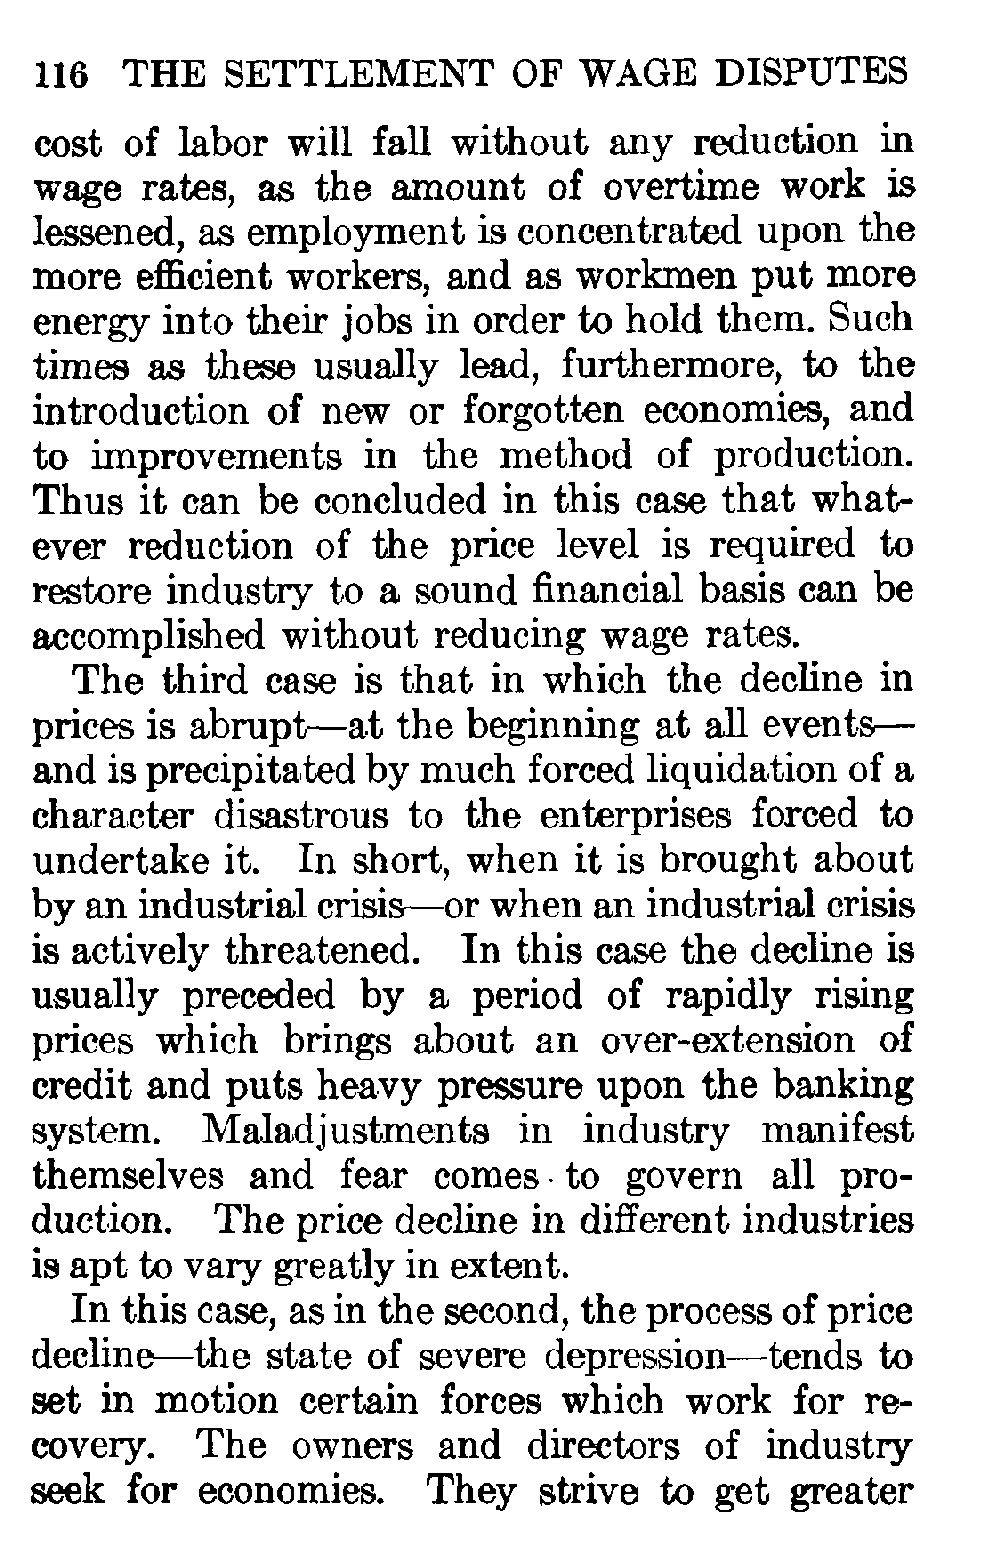 116 THE SETTLEMENT OF WAGE DISPUTES
cost of labor will fall without any reduction in
wage rates, as the amount of overtime work is
lessened, as employment is concentrated upon the
more efficient workers, and as workmen put more
energy into their jobs in order to hold them. Such
times as these usually lead, furthermore, to the
introduction of new or forgotten economies, and
to improvements in the method of production.
Thus it can be concluded in this case that what-
ever reduction of the price level is required to
restore industry to a sound financial basis can be
accomplished without reducing wage rates.
The third case is that in which the decline in
prices is abrupt—at the beginning at all events—
and is precipitated by much forced liquidation of a
character disastrous to the enterprises forced to
undertake it. In short, when it is brought about
by an industrial crisis—or when an industrial crisis
is actively threatened. In this case the decline is
usually preceded by a period of rapidly rising
prices which brings about an over-extension of
credit and puts heavy pressure upon the banking
system. Maladjustments in industry manifest
themselves and fear comes to govern all pro-
duction. The price decline in different industries
is apt to vary greatly in extent.
In this case, as in the second, the process of price
decline—the state of severe depression—tends to
set in motion certain forces which work for re-
covery. The owners and directors of industry
seek for economies. They strive to get greater